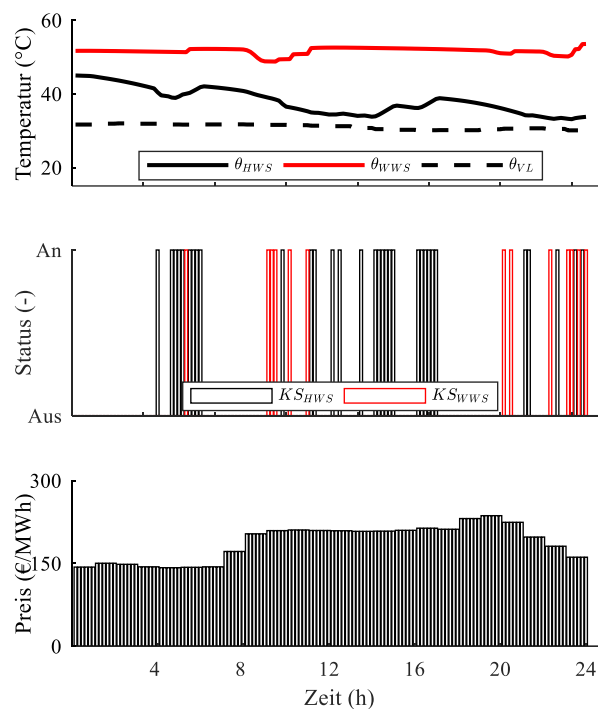 60
40
20
Temperatur (°C)
θHWS θWWS θVL
An
Aus
Status (-)
KSHWS KSWWS
300
150
0
Preis (€/MWh)
4 8 12 16 20 24
Zeit (h)